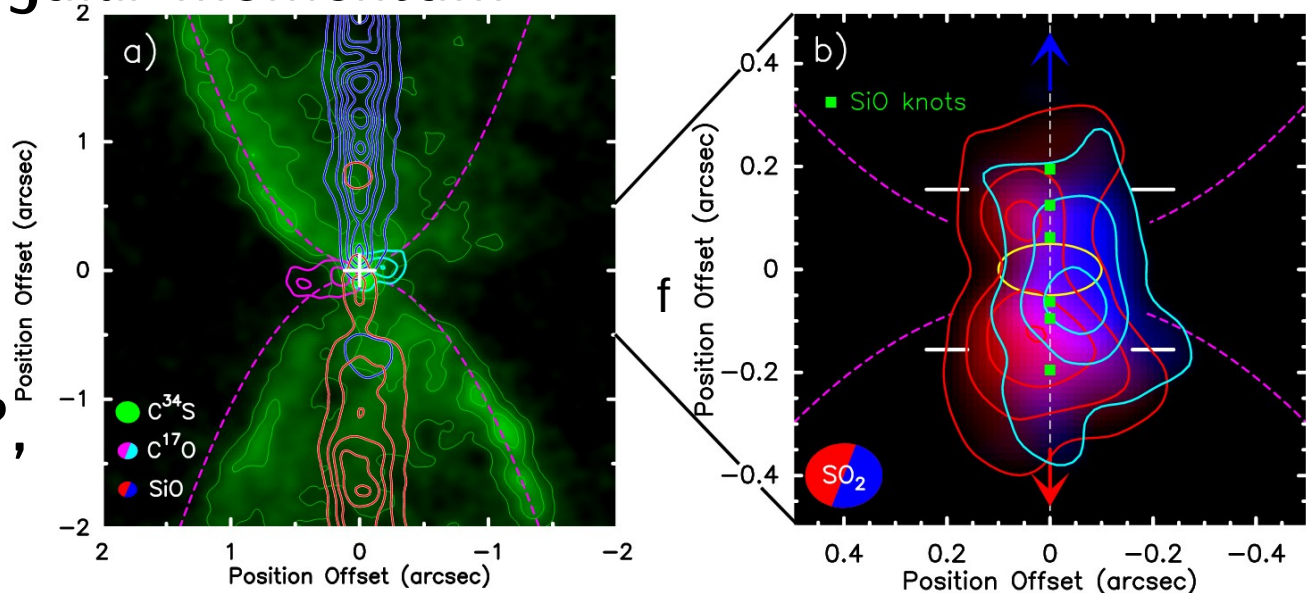 a)
2
1
0
−1
−2
Position Offset (arcsec)
C³⁴S
C¹⁷O
SiO
2
1
0
−1
−2
Position Offset (arcsec)
f
b)
SiO knots
0.4
0.2
0
−0.2
−0.4
Position Offset (arcsec)
SO₂
0.4
0.2
0
−0.2
−0.4
Position Offset (arcsec)